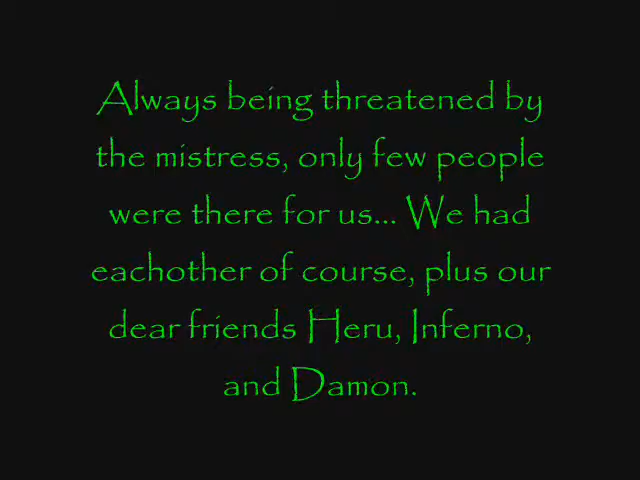 Always being threatened by
the mistress, only few people
were there for us... We had
eachother of course, plus our
dear friends Heru, Inferno,
and Damon.